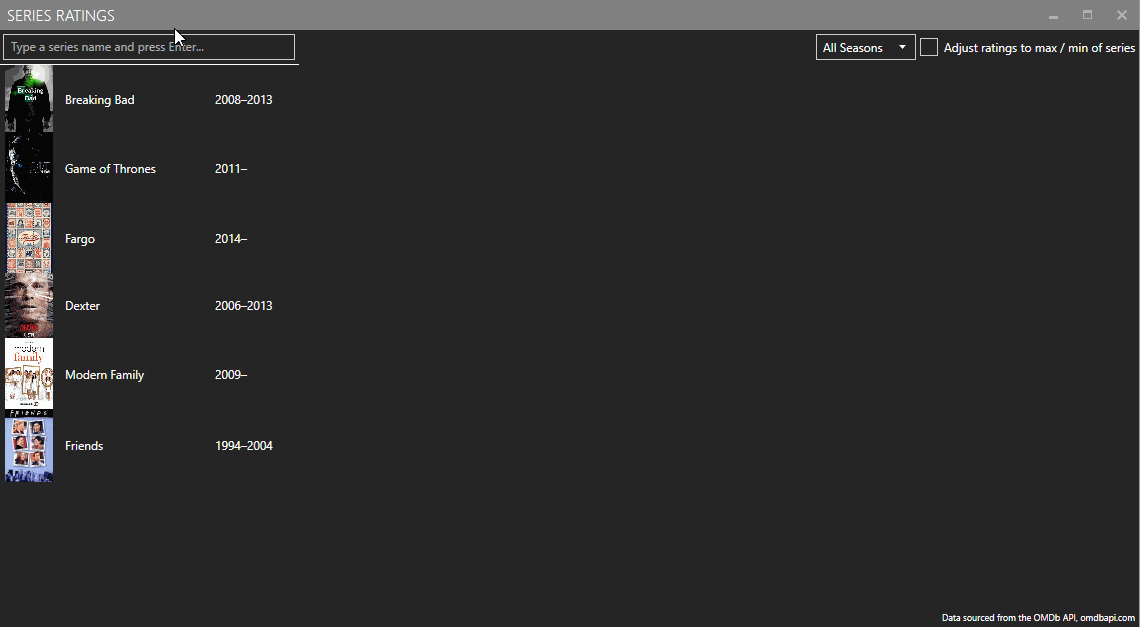 SERIES RATINGS
Type a series name and press Enter...
All Seasons
Adjust ratings to max / min of series
Breaking
Bad
Breaking Bad 2008–2013
Game of Thrones 2011–
Fargo 2014–
Dexter 2006–2013
modern
family
Modern Family 2009–
FRIENDS
Friends 1994–2004
Data sourced from the OMDb API, omdbapi.com